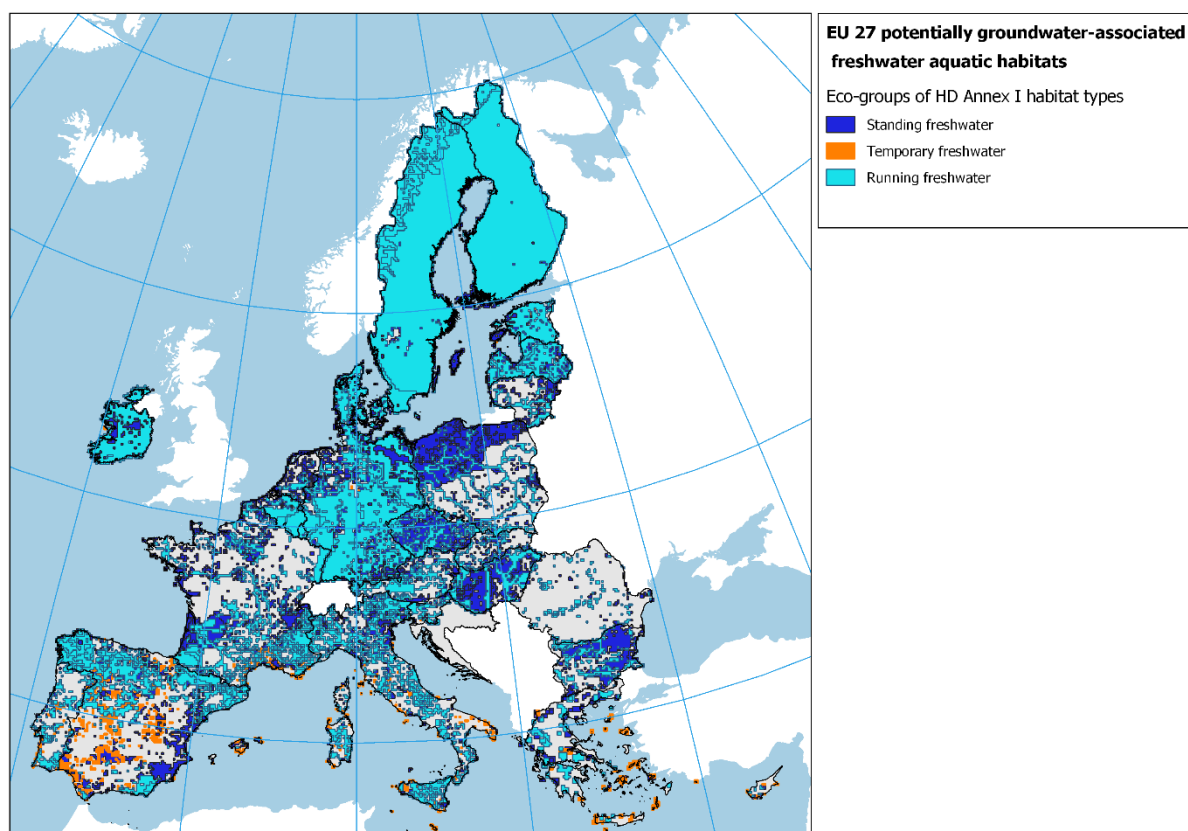 EU 27 potentially groundwater-associated
freshwater aquatic habitats
Eco-groups of HD Annex I habitat types
Standing freshwater
Temporary freshwater
Running freshwater